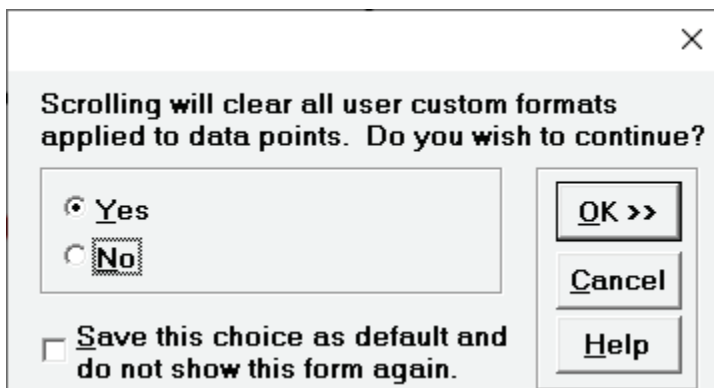 Scrolling will clear all user custom formats
applied to data points.  Do you wish to continue?
Yes
No
OK >>
Cancel
Save this choice as default and
do not show this form again.
Help